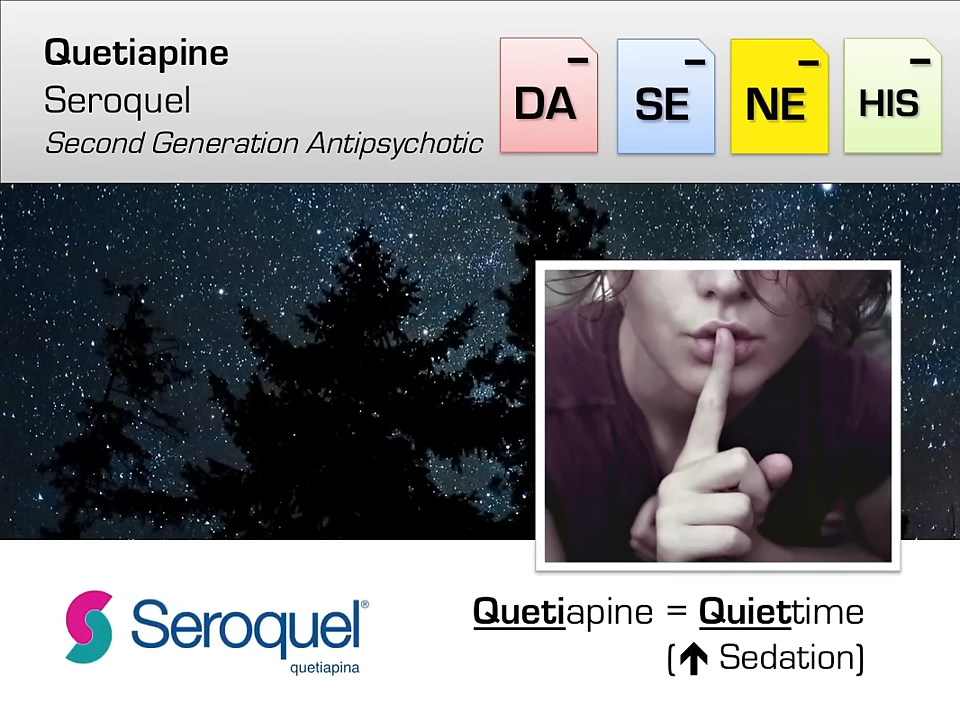 Quetiapine
Seroquel
Second Generation Antipsychotic
–
DA
–
SE
–
NE
–
HIS
Seroquel®
quetiapina
Quetiapine = Quiettime
(↑ Sedation)